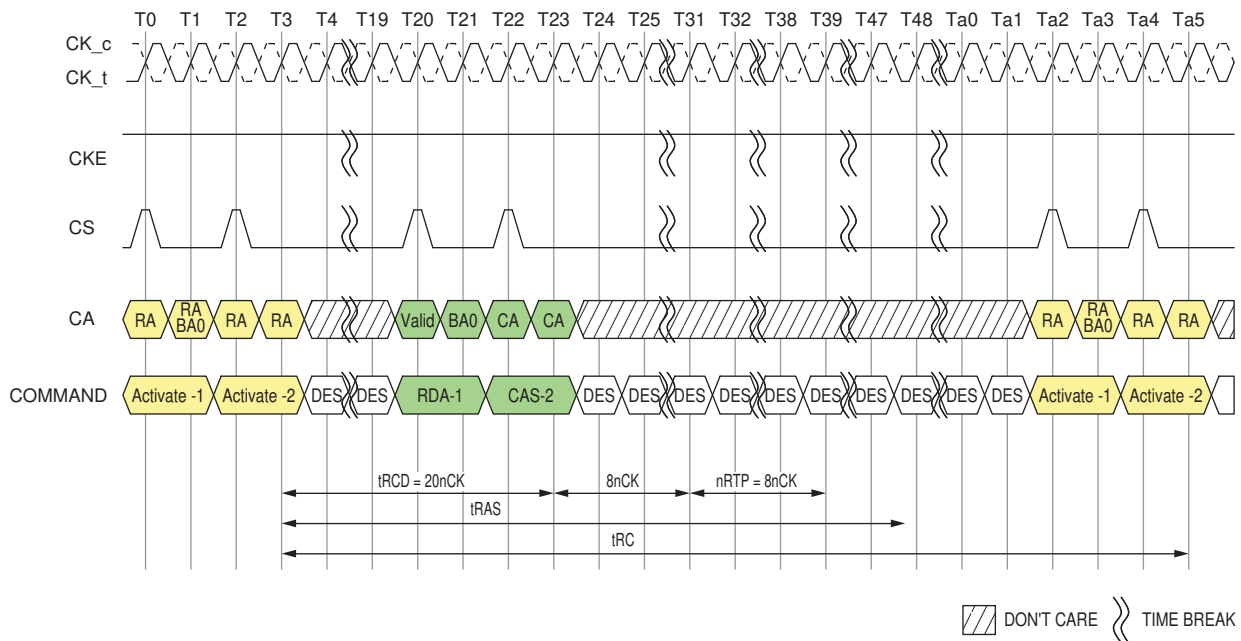 T0 T1 T2 T3 T4 T19 T20 T21 T22 T23 T24 T25 T31 T32 T38 T39 T47 T48 Ta0 Ta1 Ta2 Ta3 Ta4 Ta5
CK_c
CK_t
CKE
CS
CA RA RA BA0 RA RA Valid BA0 CA CA RA RA BA0 RA RA
COMMAND Activate -1 Activate -2 DES DES RDA-1 CAS-2 DES DES DES DES DES DES DES DES DES DES Activate -1 Activate -2
tRCD = 20nCK 8nCK nRTP = 8nCK
tRAS
tRC
DON'T CARE TIME BREAK